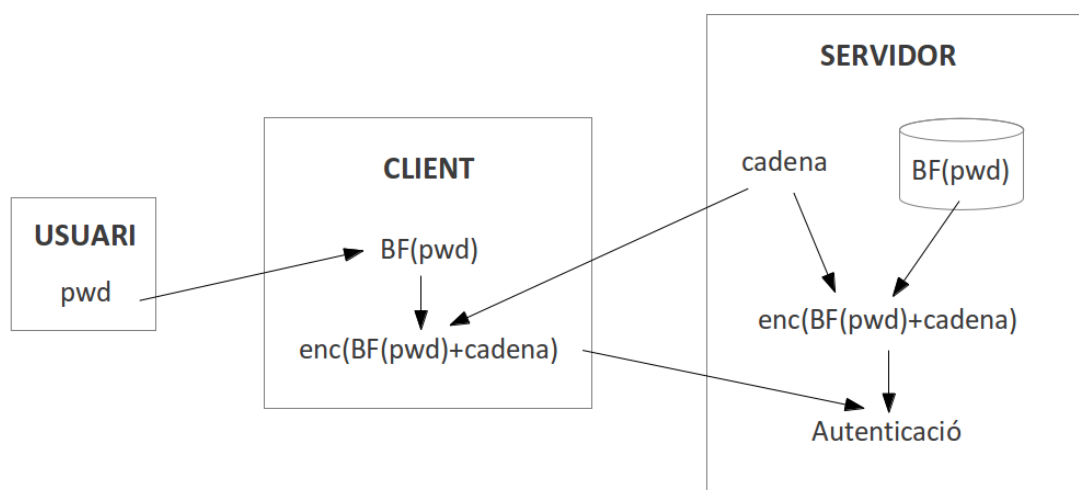 USUARI
pwd
CLIENT
BF(pwd)
enc(BF(pwd)+cadena)
SERVIDOR
cadena
BF(pwd)
enc(BF(pwd)+cadena)
Autenticació